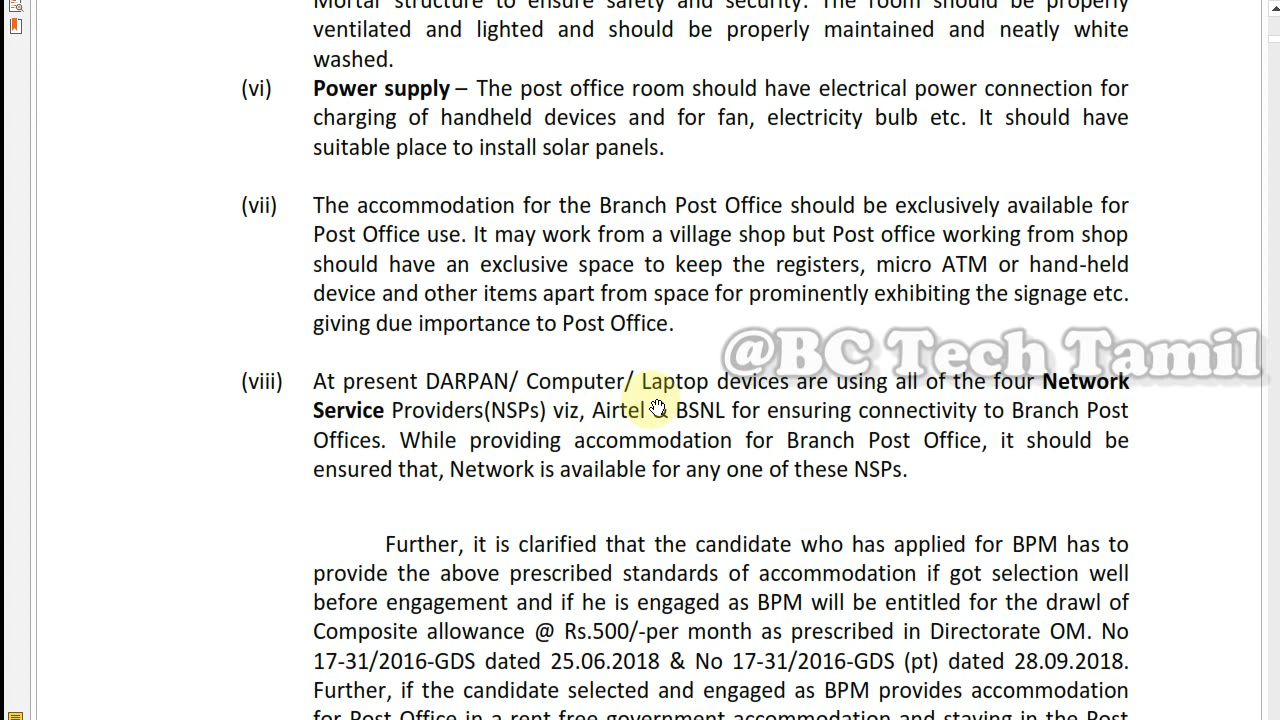 Mortar structure to ensure safety and security. The room should be properly
ventilated and lighted and should be properly maintained and neatly white
washed.
(vi) Power supply – The post office room should have electrical power connection for
charging of handheld devices and for fan, electricity bulb etc. It should have
suitable place to install solar panels.
(vii) The accommodation for the Branch Post Office should be exclusively available for
Post Office use. It may work from a village shop but Post office working from shop
should have an exclusive space to keep the registers, micro ATM or hand-held
device and other items apart from space for prominently exhibiting the signage etc.
giving due importance to Post Office.
@BC Tech Tamil
(viii) At present DARPAN/ Computer/ Laptop devices are using all of the four Network
Service Providers(NSPs) viz, Airtel & BSNL for ensuring connectivity to Branch Post
Offices. While providing accommodation for Branch Post Office, it should be
ensured that, Network is available for any one of these NSPs.
Further, it is clarified that the candidate who has applied for BPM has to
provide the above prescribed standards of accommodation if got selection well
before engagement and if he is engaged as BPM will be entitled for the drawl of
Composite allowance @ Rs.500/-per month as prescribed in Directorate OM. No
17-31/2016-GDS dated 25.06.2018 & No 17-31/2016-GDS (pt) dated 28.09.2018.
Further, if the candidate selected and engaged as BPM provides accommodation
for Post Office in a rent free government accommodation and staying in the Post